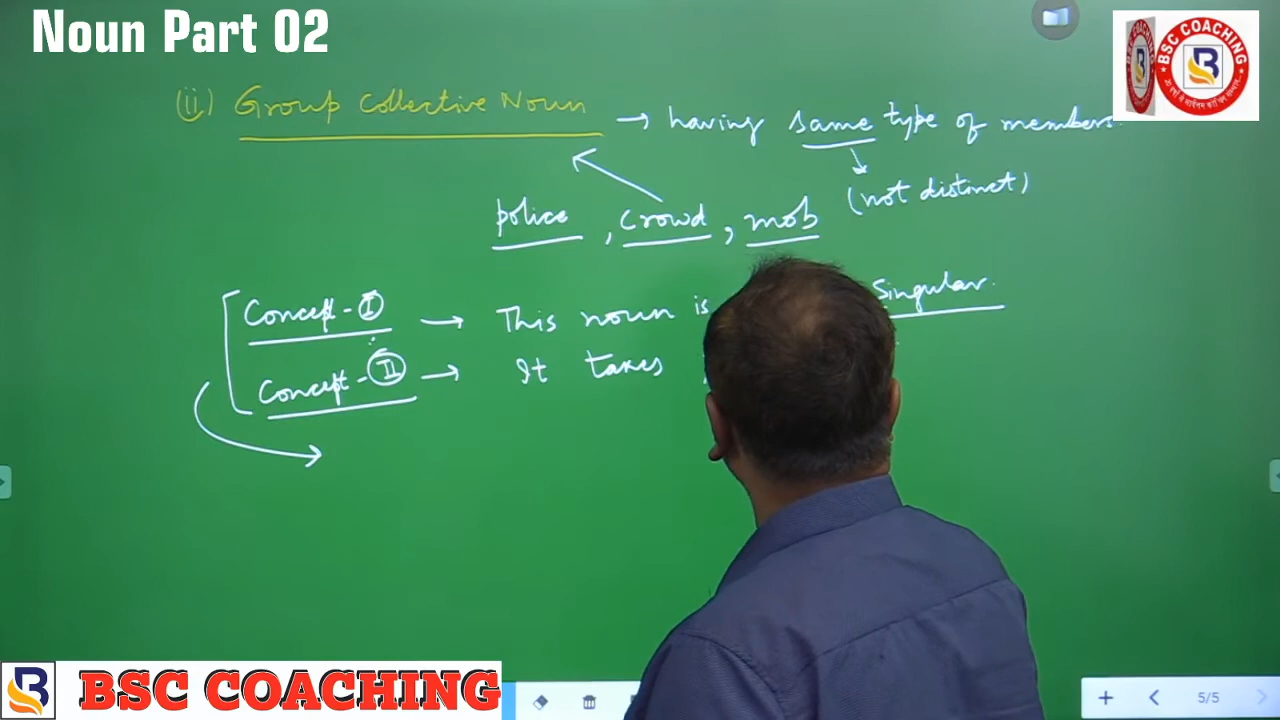 Noun Part 02
BSC COACHING
(ii) Group Collective Noun → having same type of members.
(not distinct)
police, crowd, mob
Concept - I → This noun is Singular.
Concept - II → It takes
BSC COACHING
5/5